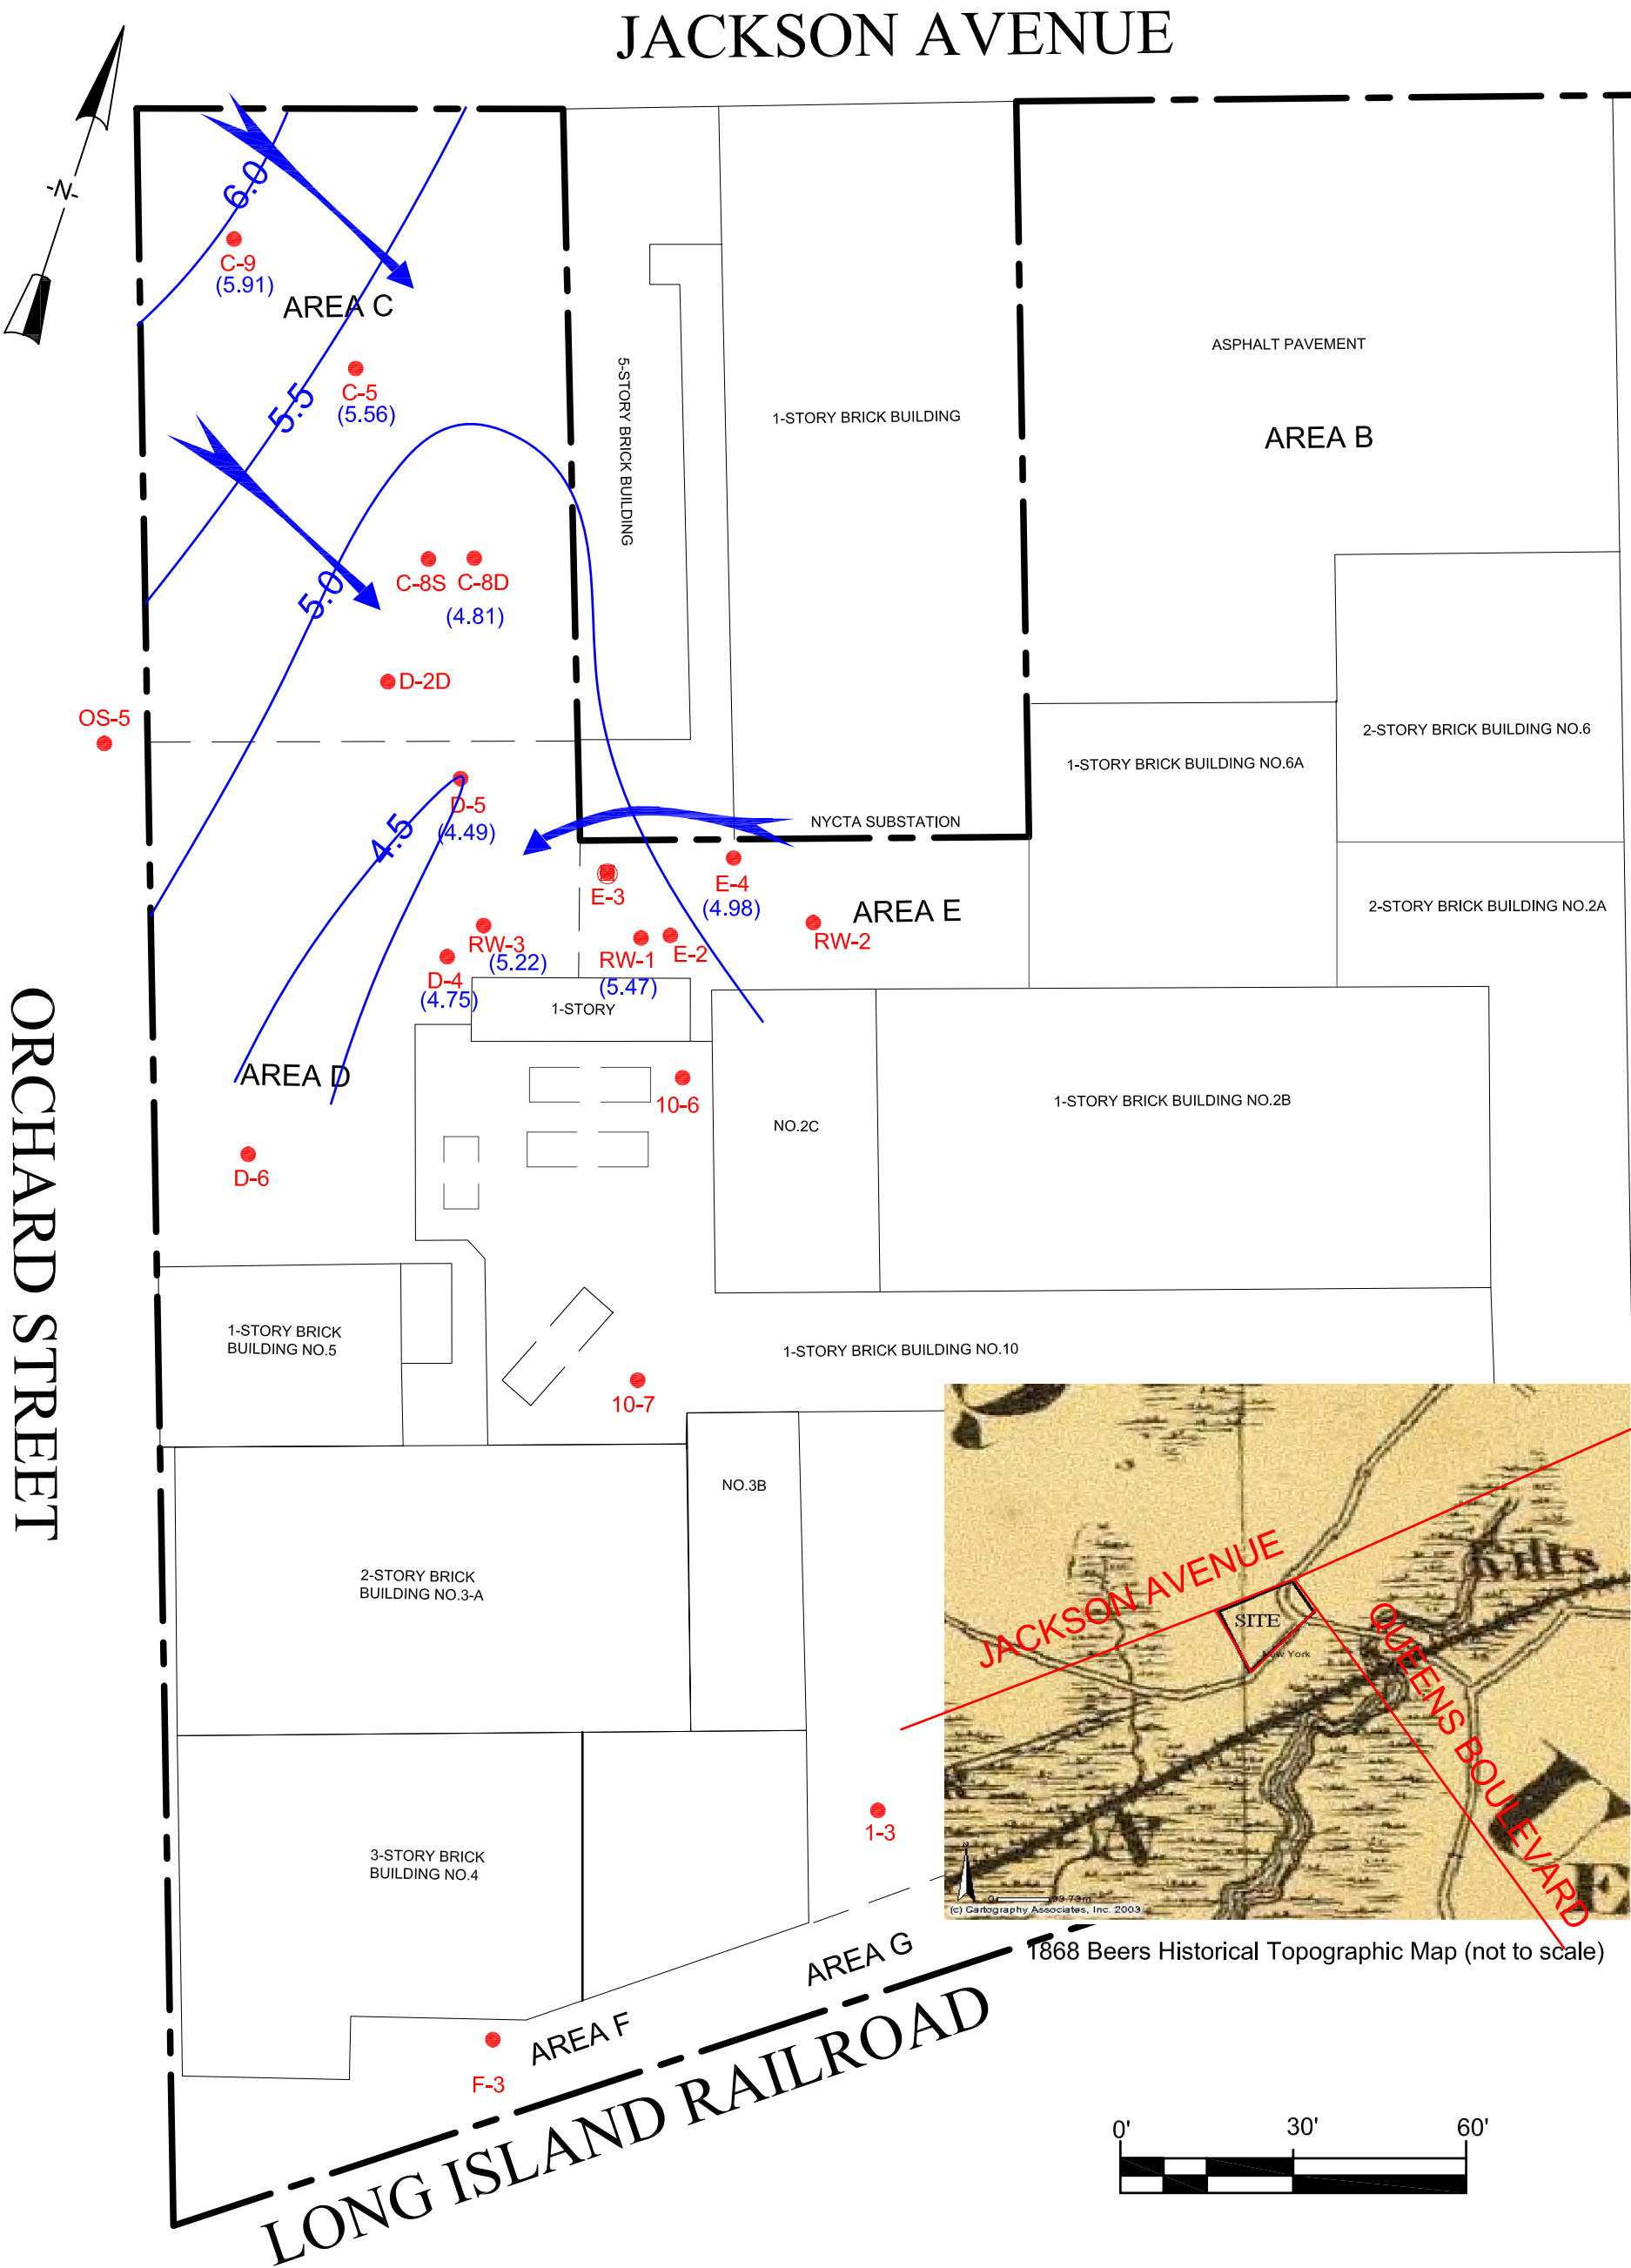 JACKSON AVENUE
-N-
6.0
C-9
(5.91)
AREA C
5.5
C-5
(5.56)
5-STORY BRICK BUILDING
1-STORY BRICK BUILDING
ASPHALT PAVEMENT
AREA B
5.0
C-8S
C-8D
(4.81)
D-2D
OS-5
2-STORY BRICK BUILDING NO.6
1-STORY BRICK BUILDING NO.6A
D-5
(4.49)
4.5
NYCTA SUBSTATION
E-3
E-4
(4.98)
AREA E
2-STORY BRICK BUILDING NO.2A
RW-3
(5.22)
RW-1
(5.47)
E-2
RW-2
D-4
(4.75)
1-STORY
AREA D
10-6
NO.2C
1-STORY BRICK BUILDING NO.2B
D-6
ORCHARD STREET
1-STORY BRICK
BUILDING NO.5
1-STORY BRICK BUILDING NO.10
10-7
NO.3B
2-STORY BRICK
BUILDING NO.3-A
JACKSON AVENUE
SITE
QUEENS BOULEVARD
1-3
3-STORY BRICK
BUILDING NO.4
(c) Cartography Associates, Inc. 2003
1868 Beers Historical Topographic Map (not to scale)
AREA G
AREA F
F-3
LONG ISLAND RAILROAD
0'
30'
60'